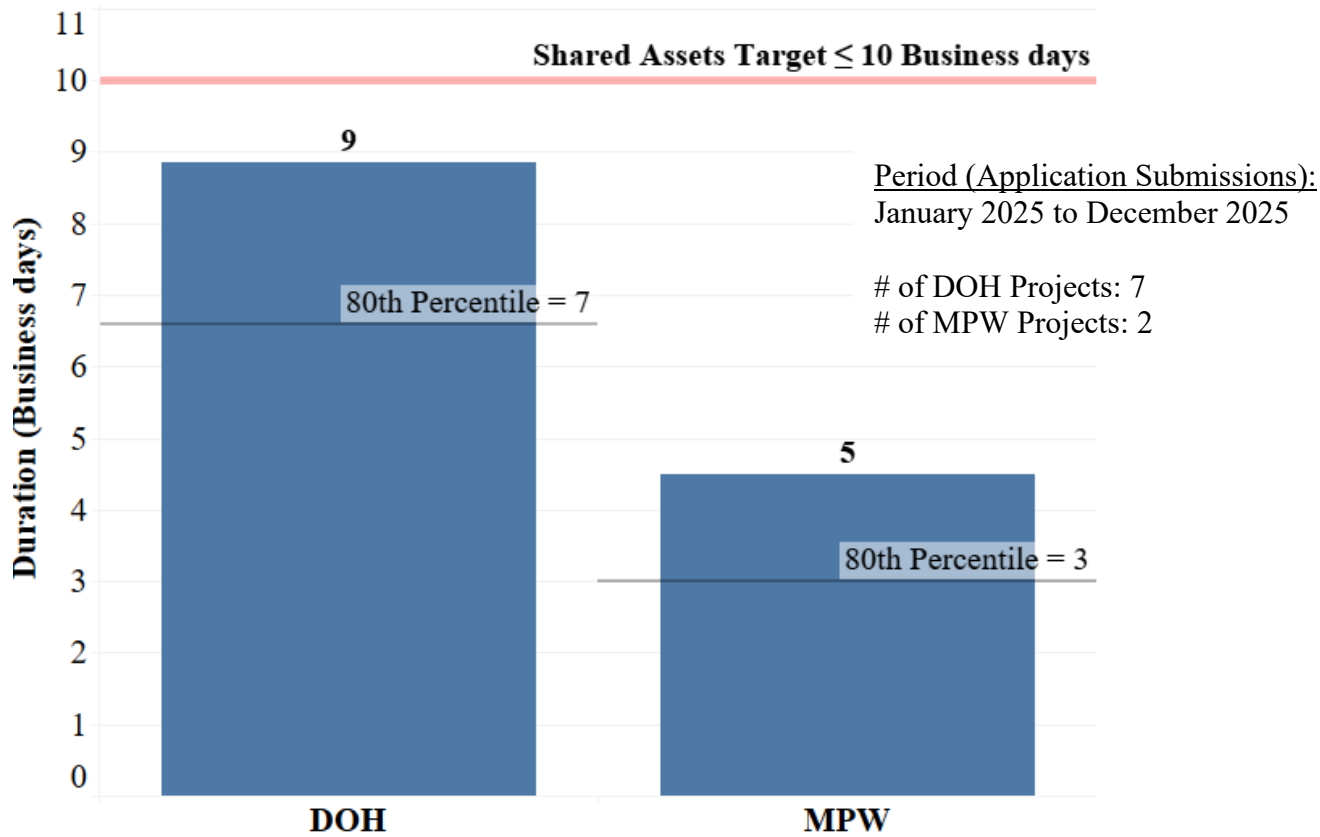 Shared Assets Target ≤ 10 Business days
Duration (Business days)
11
10
9
8
7
6
5
4
3
2
1
0
9
80th Percentile = 7
5
80th Percentile = 3
DOH
MPW
Period (Application Submissions):
January 2025 to December 2025
# of DOH Projects: 7
# of MPW Projects: 2